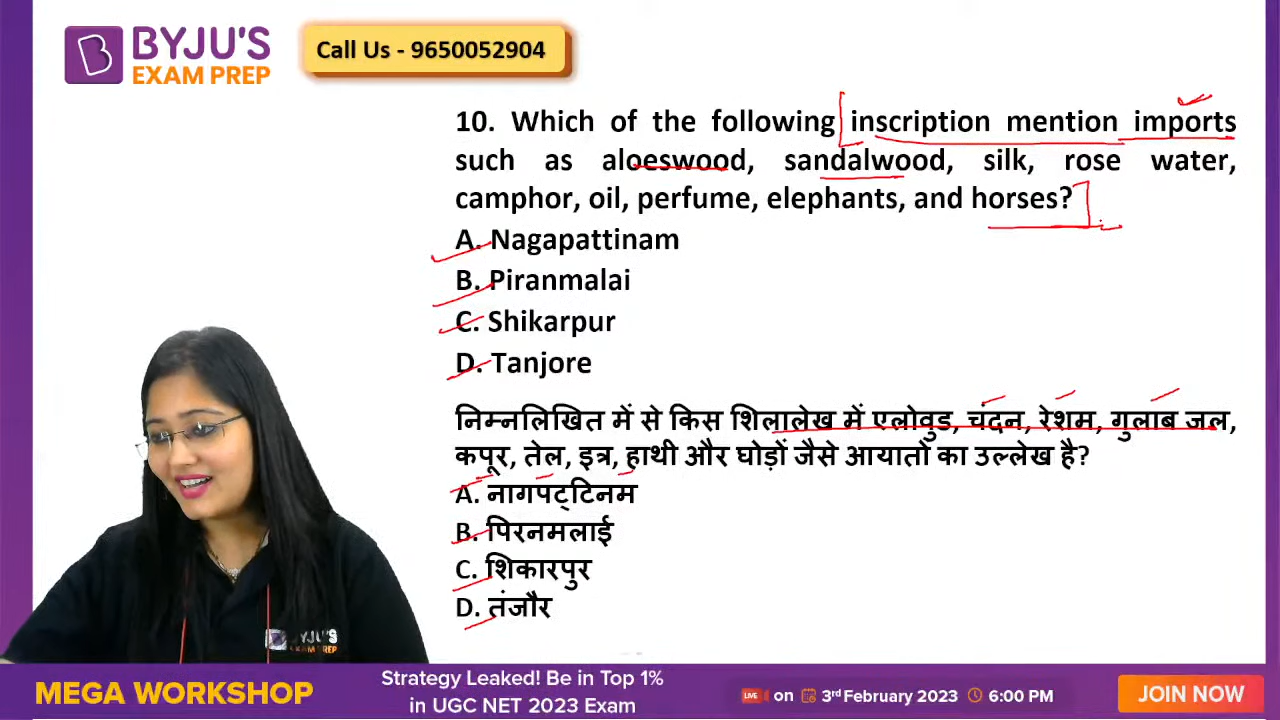 BYJU'S
EXAM PREP
Call Us - 9650052904
10. Which of the following inscription mention imports
such as aloeswood, sandalwood, silk, rose water,
camphor, oil, perfume, elephants, and horses?
A. Nagapattinam
B. Piranmalai
C. Shikarpur
D. Tanjore
निम्नलिखित में से किस शिलालेख में एलोवुड, चंदन, रेशम, गुलाब जल,
कपूर, तेल, इत्र, हाथी और घोड़ों जैसे आयातों का उल्लेख है?
A. नागपट्टिनम
B. पिरनमलाई
C. शिकारपुर
D. तंजौर
BYJU'S
EXAM PREP
MEGA WORKSHOP
Strategy Leaked! Be in Top 1%
in UGC NET 2023 Exam
LIVE on 3rd February 2023 6:00 PM
JOIN NOW